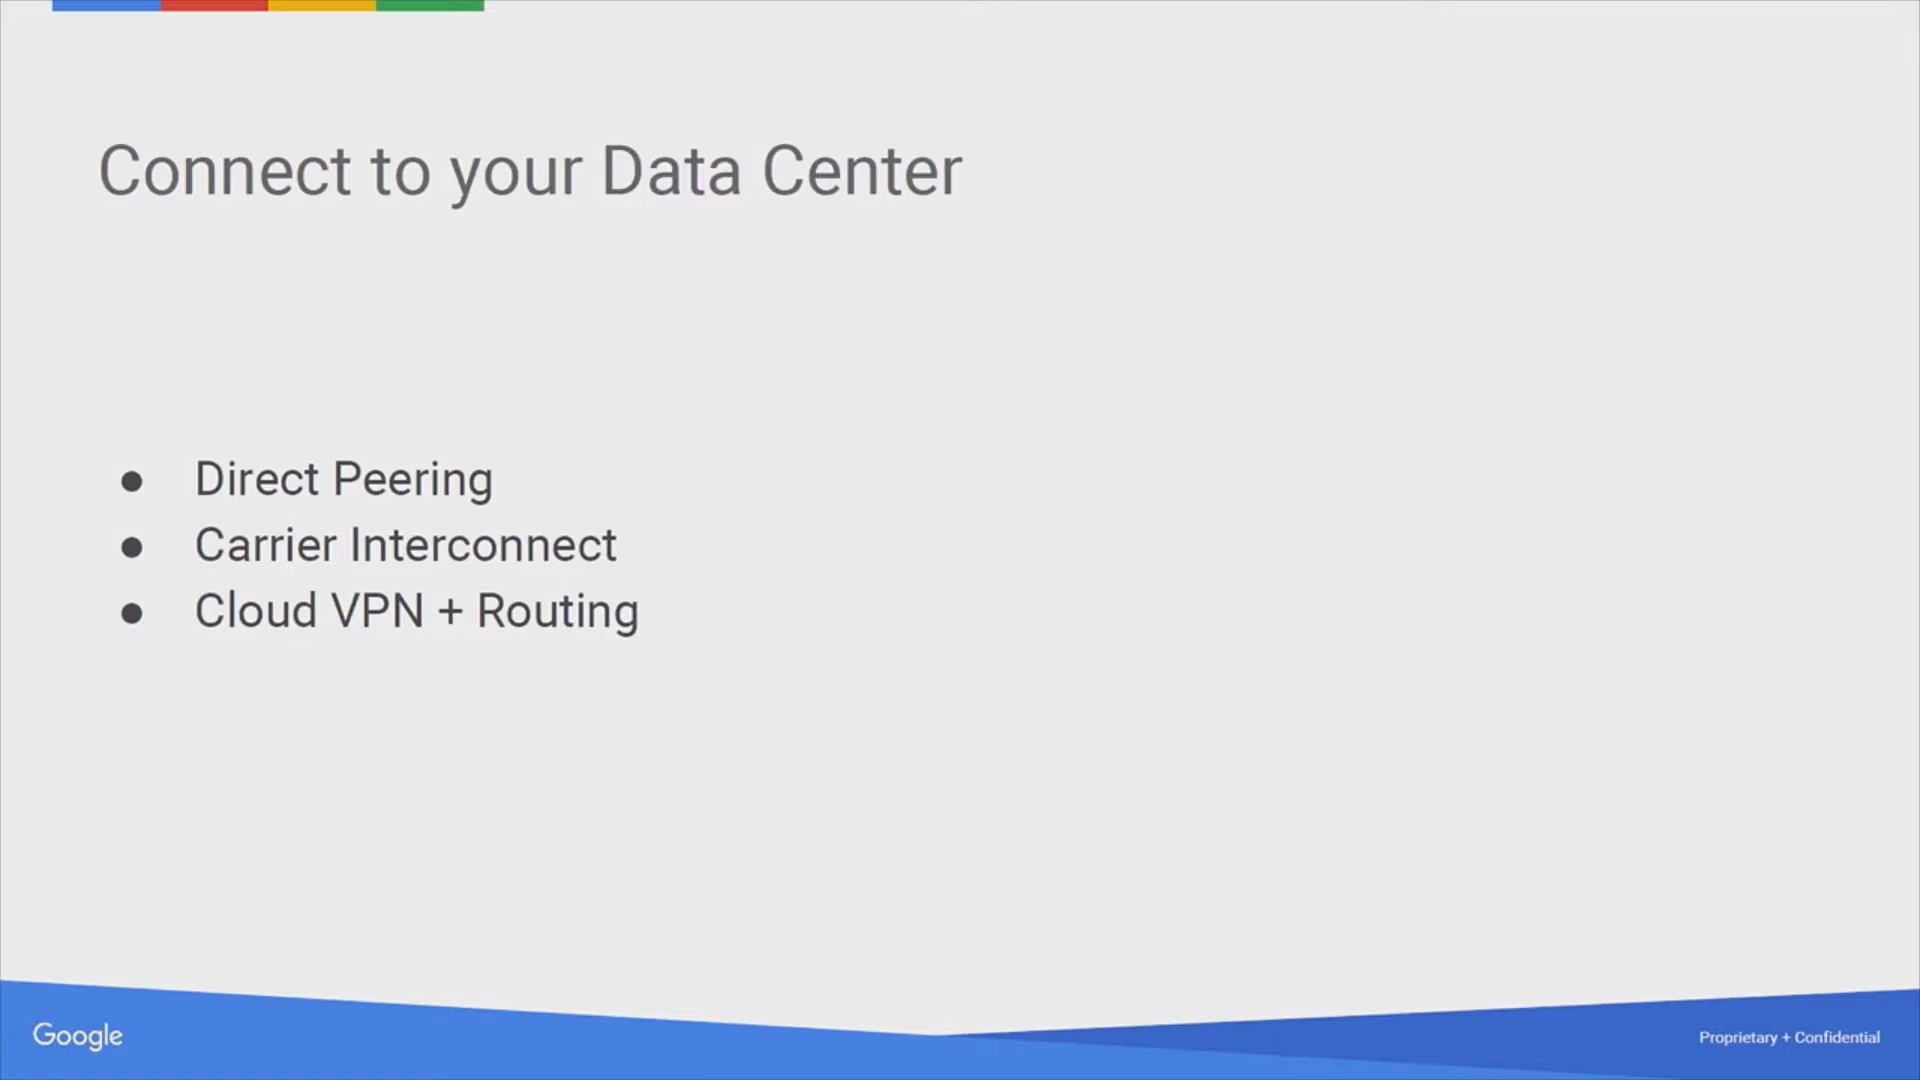 Connect to your Data Center
● Direct Peering
● Carrier Interconnect
● Cloud VPN + Routing
Google
Proprietary + Confidential